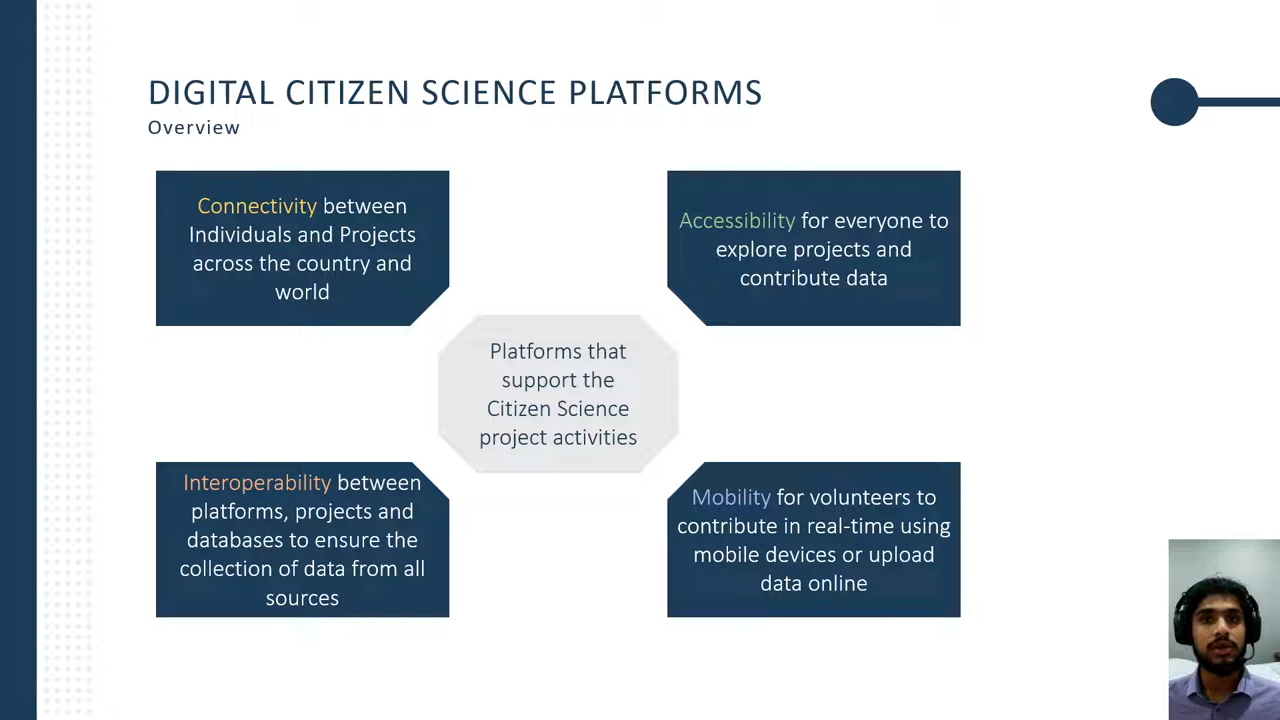 DIGITAL CITIZEN SCIENCE PLATFORMS
Overview
Connectivity between
Individuals and Projects
across the country and
world
Accessibility for everyone to
explore projects and
contribute data
Platforms that
support the
Citizen Science
project activities
Interoperability between
platforms, projects and
databases to ensure the
collection of data from all
sources
Mobility for volunteers to
contribute in real-time using
mobile devices or upload
data online